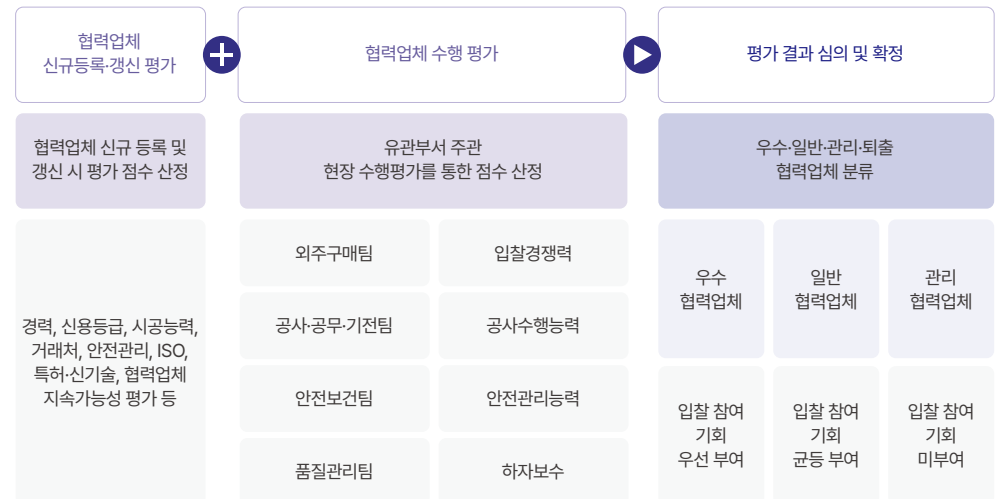 협력업체
신규등록·갱신 평가
협력업체 수행 평가
평가 결과 심의 및 확정
협력업체 신규 등록 및
갱신 시 평가 점수 산정
유관부서 주관
현장 수행평가를 통한 점수 산정
우수·일반·관리·퇴출
협력업체 분류
경력, 신용등급, 시공능력,
거래처, 안전관리, ISO,
특허·신기술, 협력업체
지속가능성 평가 등
외주구매팀
입찰경쟁력
공사·공무·기전팀
공사수행능력
안전보건팀
안전관리능력
품질관리팀
하자보수
우수
협력업체
일반
협력업체
관리
협력업체
입찰 참여
기회
우선 부여
입찰 참여
기회
균등 부여
입찰 참여
기회
미부여